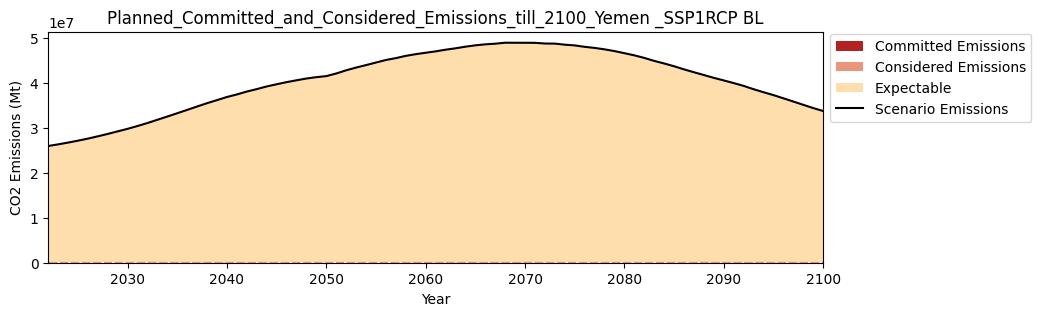 Planned_Committed_and_Considered_Emissions_till_2100_Yemen _SSP1RCP BL
1e7
5
4
3
2
1
0
CO2 Emissions (Mt)
2030 2040 2050 2060 2070 2080 2090 2100
Year
Committed Emissions
Considered Emissions
Expectable
Scenario Emissions